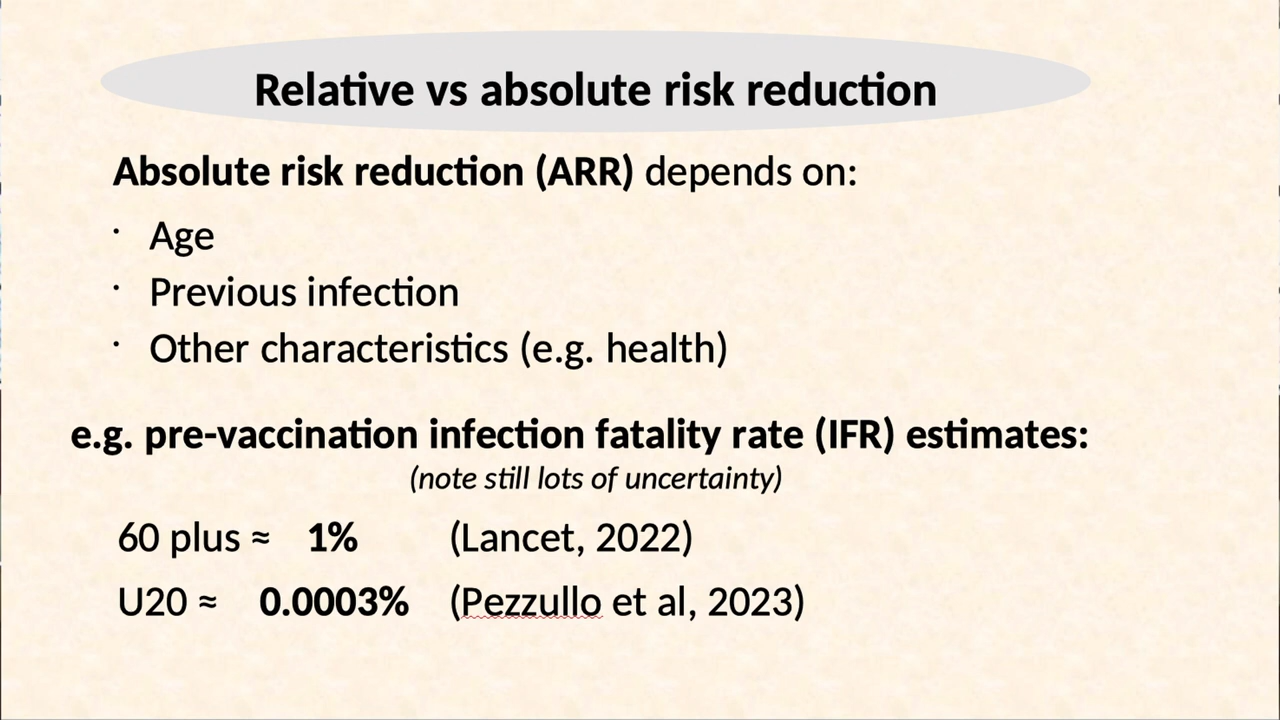 Relative vs absolute risk reduction
Absolute risk reduction (ARR) depends on:
· Age
· Previous infection
· Other characteristics (e.g. health)
e.g. pre-vaccination infection fatality rate (IFR) estimates:
(note still lots of uncertainty)
60 plus ≈ 1% (Lancet, 2022)
U20 ≈ 0.0003% (Pezzullo et al, 2023)